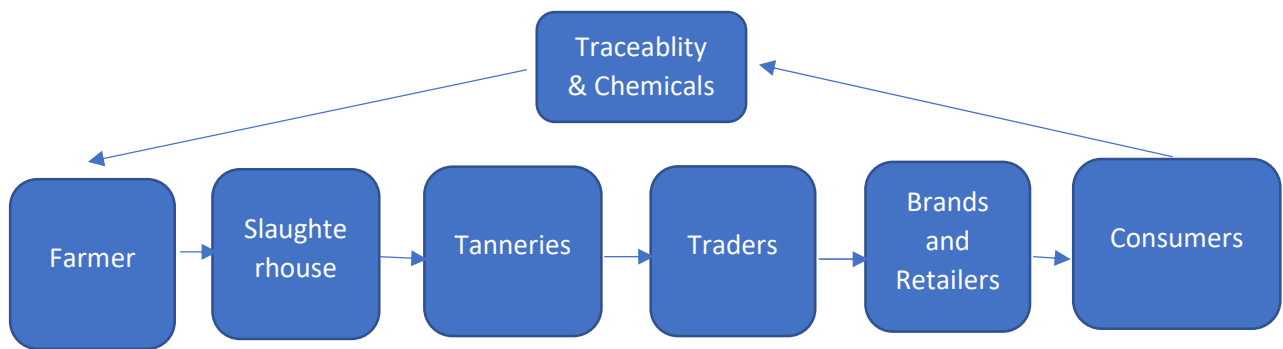 Traceablity
& Chemicals
Farmer
Slaughte
rhouse
Tanneries
Traders
Brands
and
Retailers
Consumers